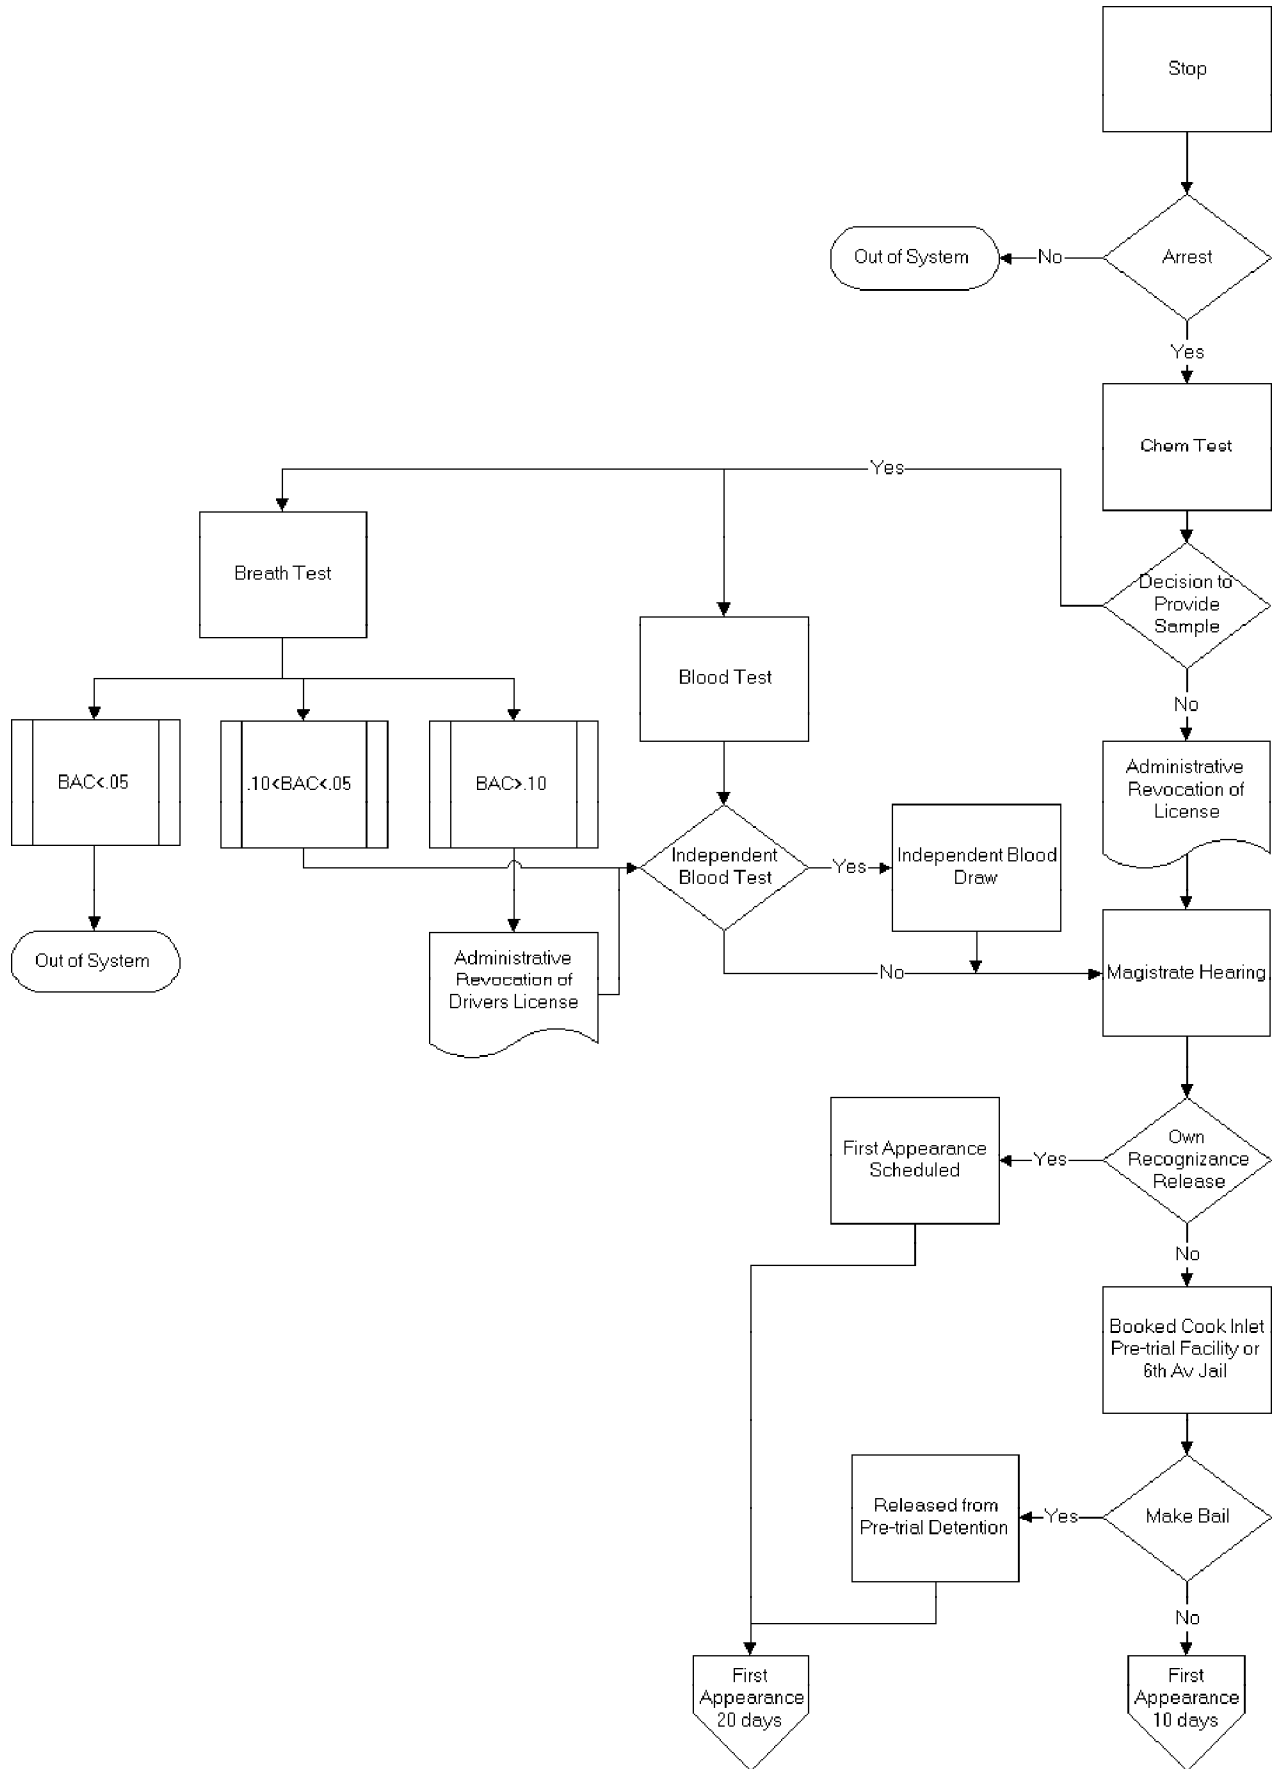 Stop
Arrest
No
Out of System
Yes
Chem Test
Yes
Decision to
Provide
Sample
Breath Test
Blood Test
No
BAC<.05
.10<BAC<.05
BAC>.10
Administrative
Revocation of
License
Independent
Blood Test
Yes
Independent Blood
Draw
Out of System
Administrative
Revocation of
Drivers License
No
Magistrate Hearing
Own
Recognizance
Release
Yes
First Appearance
Scheduled
No
Booked Cook Inlet
Pre-trial Facility or
6th Av Jail
Make Bail
Yes
Released from
Pre-trial Detention
No
First
Appearance
20 days
First
Appearance
10 days